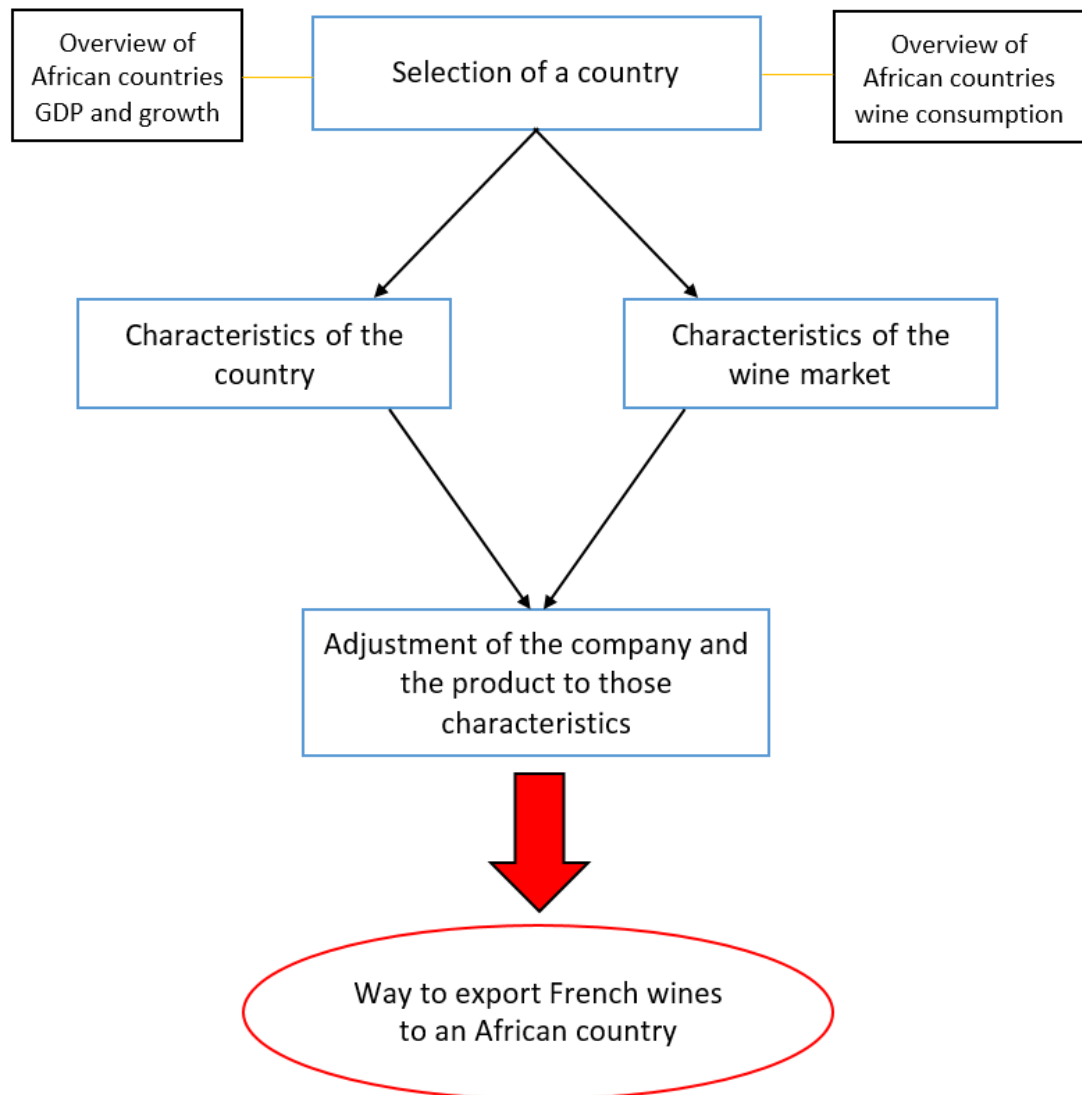 Overview of
African countries
GDP and growth
Selection of a country
Overview of
African countries
wine consumption
Characteristics of the
country
Characteristics of the
wine market
Adjustment of the company and
the product to those
characteristics
Way to export French wines
to an African country